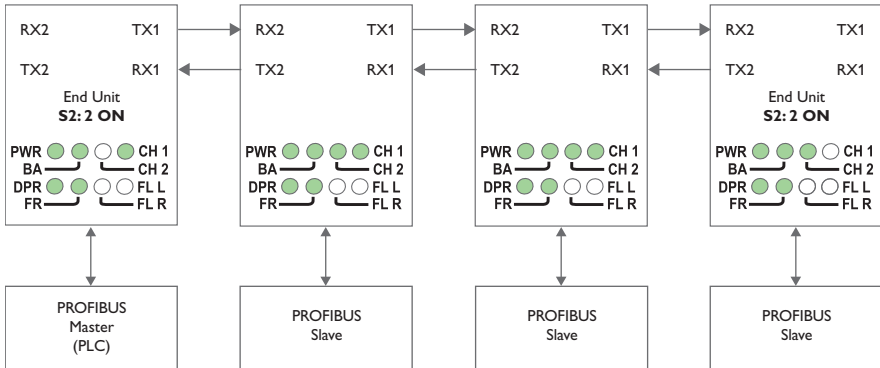 RX2 TX1
TX2 RX1
End Unit
S2: 2 ON
PWR CH 1
BA CH 2
DPR FL L
FR FL R
RX2 TX1
TX2 RX1
PWR CH 1
BA CH 2
DPR FL L
FR FL R
RX2 TX1
TX2 RX1
PWR CH 1
BA CH 2
DPR FL L
FR FL R
RX2 TX1
TX2 RX1
End Unit
S2: 2 ON
PWR CH 1
BA CH 2
DPR FL L
FR FL R
PROFIBUS
Master
(PLC)
PROFIBUS
Slave
PROFIBUS
Slave
PROFIBUS
Slave